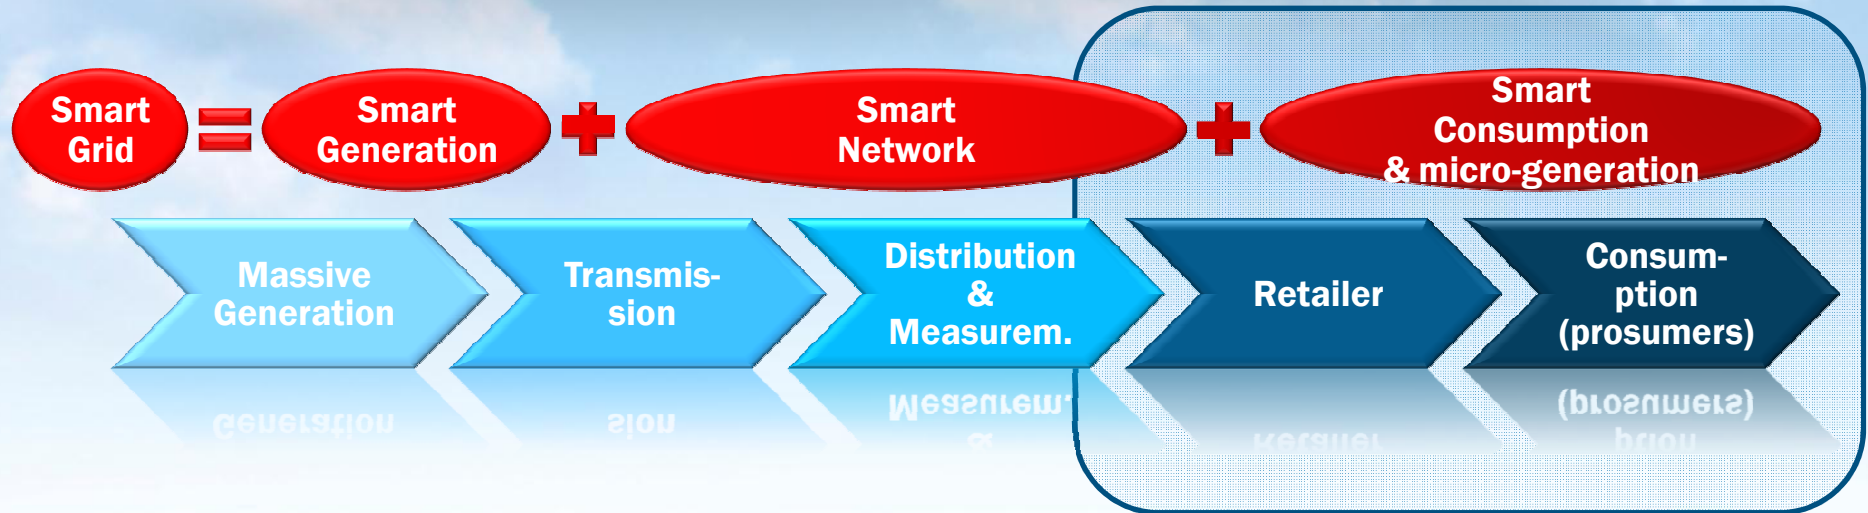 Smart
Grid
=
Smart
Generation
+
Smart
Network
+
Smart
Consumption
& micro-generation
Massive
Generation
Transmis-
sion
Distribution
&
Measurem.
Retailer
Consum-
ption
(prosumers)